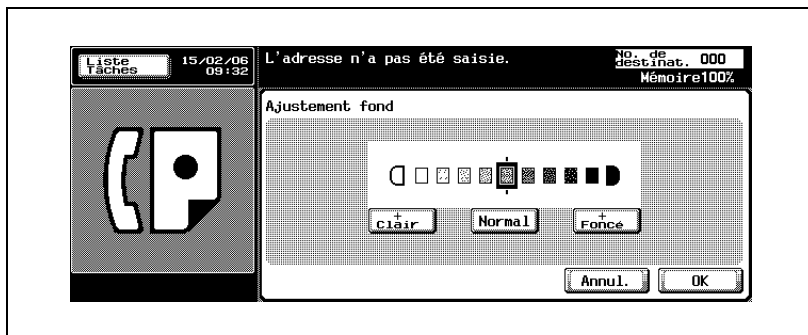 Liste
Tâches
15/02/06
09:32
L'adresse n'a pas été saisie.
No. de
destinat. 000
Mémoire100%
Ajustement fond
+
Clair
Normal
+
Foncé
Annul.
OK